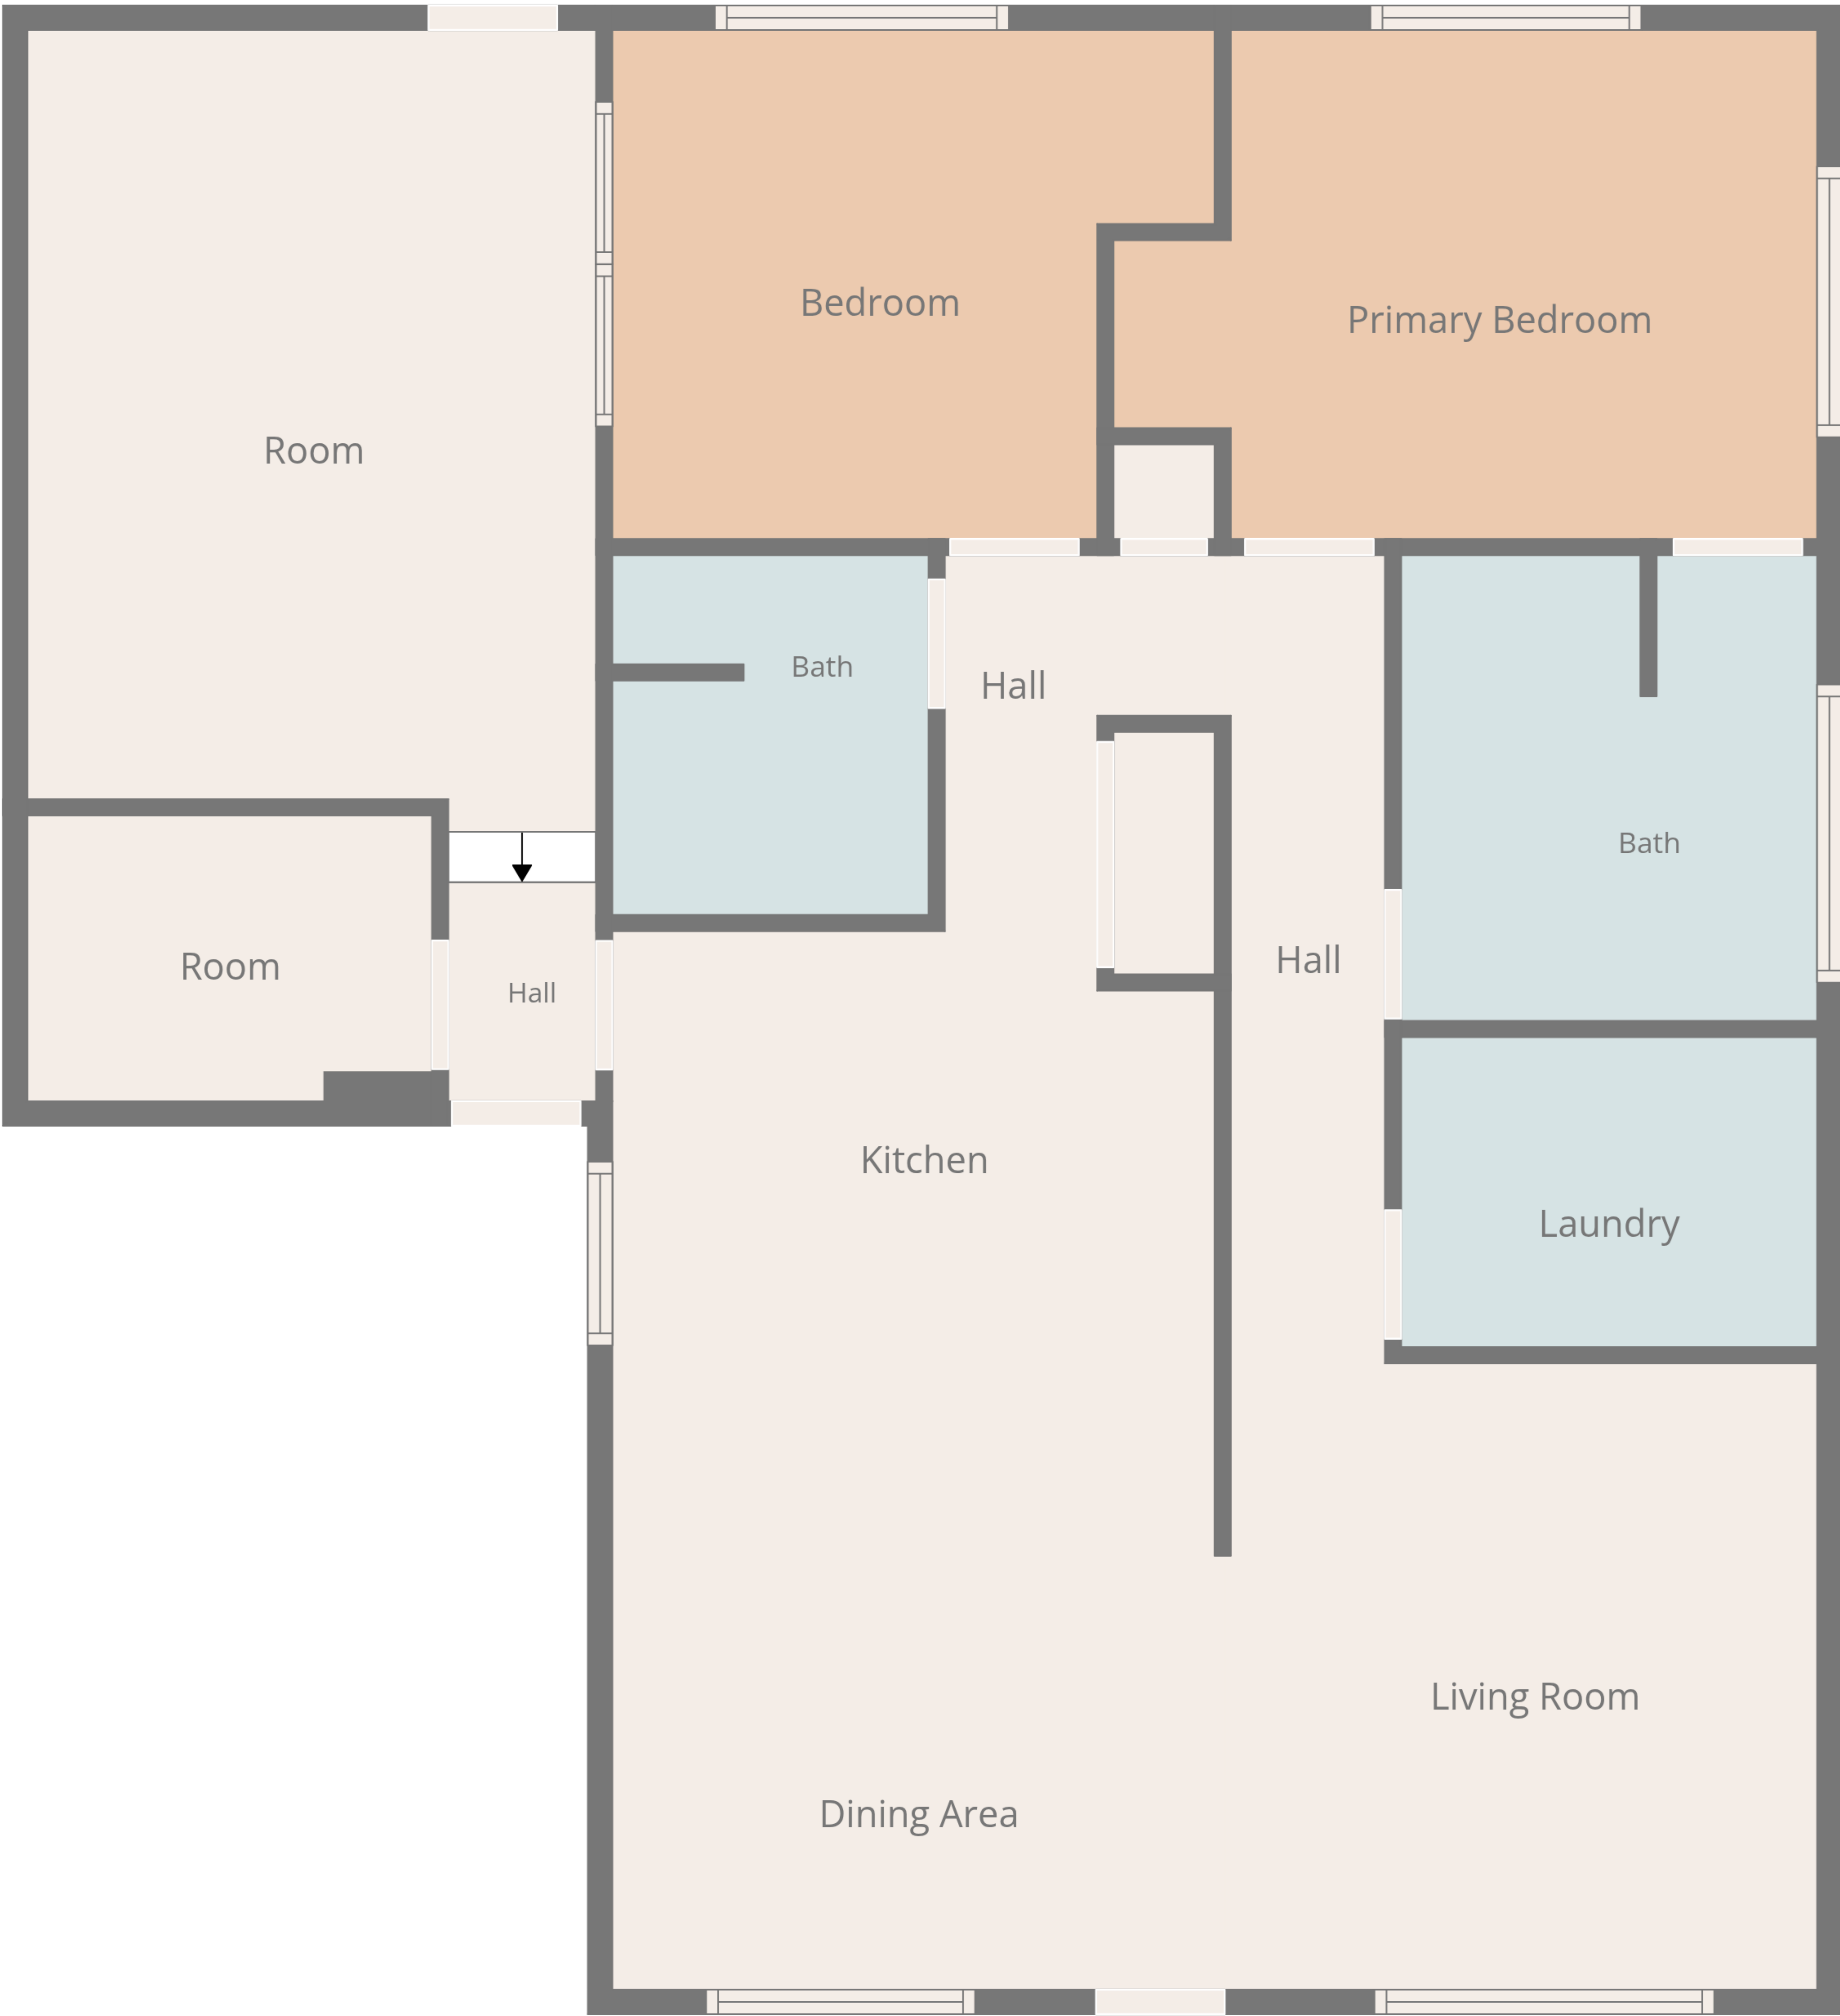 Bedroom
Primary Bedroom
Room
Bath
Hall
Bath
Room
Hall
Hall
Kitchen
Laundry
Living Room
Dining Area